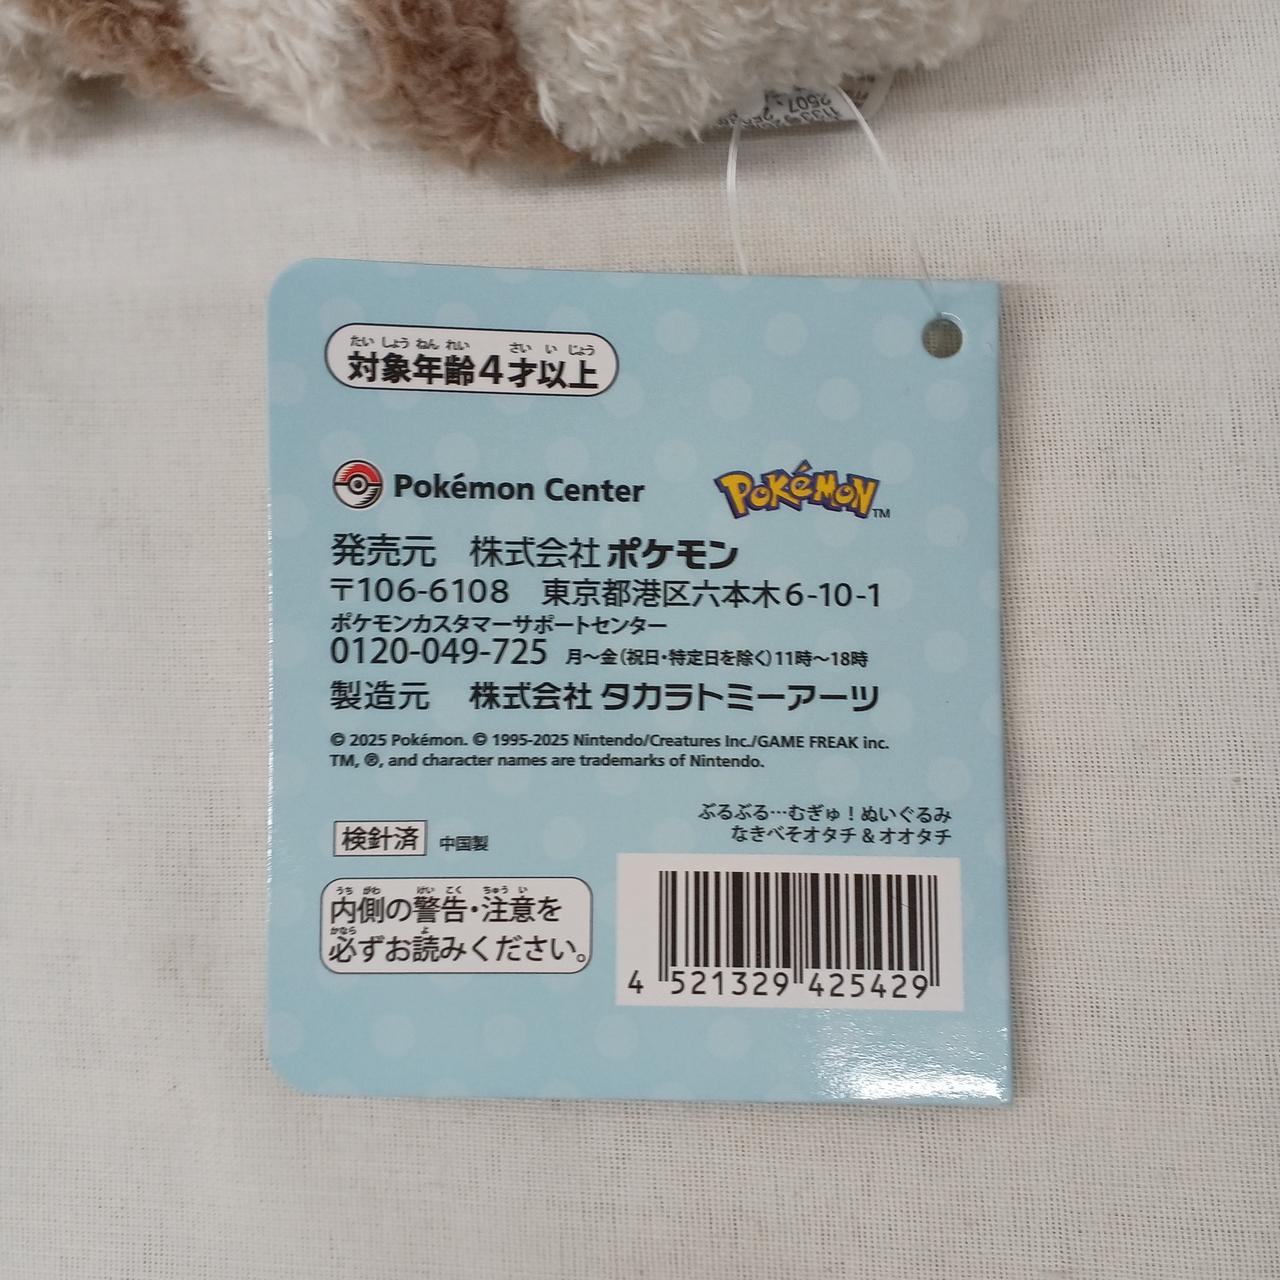 2507
たいしょうねんれい さいいじょう
対象年齢4才以上
Pokémon Center
POKéMON TM
発売元 株式会社ポケモン
〒106-6108 東京都港区六本木6-10-1
ポケモンカスタマーサポートセンター
0120-049-725 月〜金(祝日・特定日を除く)11時〜18時
製造元 株式会社タカラトミーアーツ
© 2025 Pokémon. © 1995-2025 Nintendo/Creatures Inc./GAME FREAK inc.
TM, ®, and character names are trademarks of Nintendo.
ぶるぶる…むぎゅ！ぬいぐるみ
なきべそオタチ＆オオタチ
検針済 中国製
うちがわ けいこく ちゅうい
内側の警告・注意を
かなら よ
必ずお読みください。
4 521329 425429